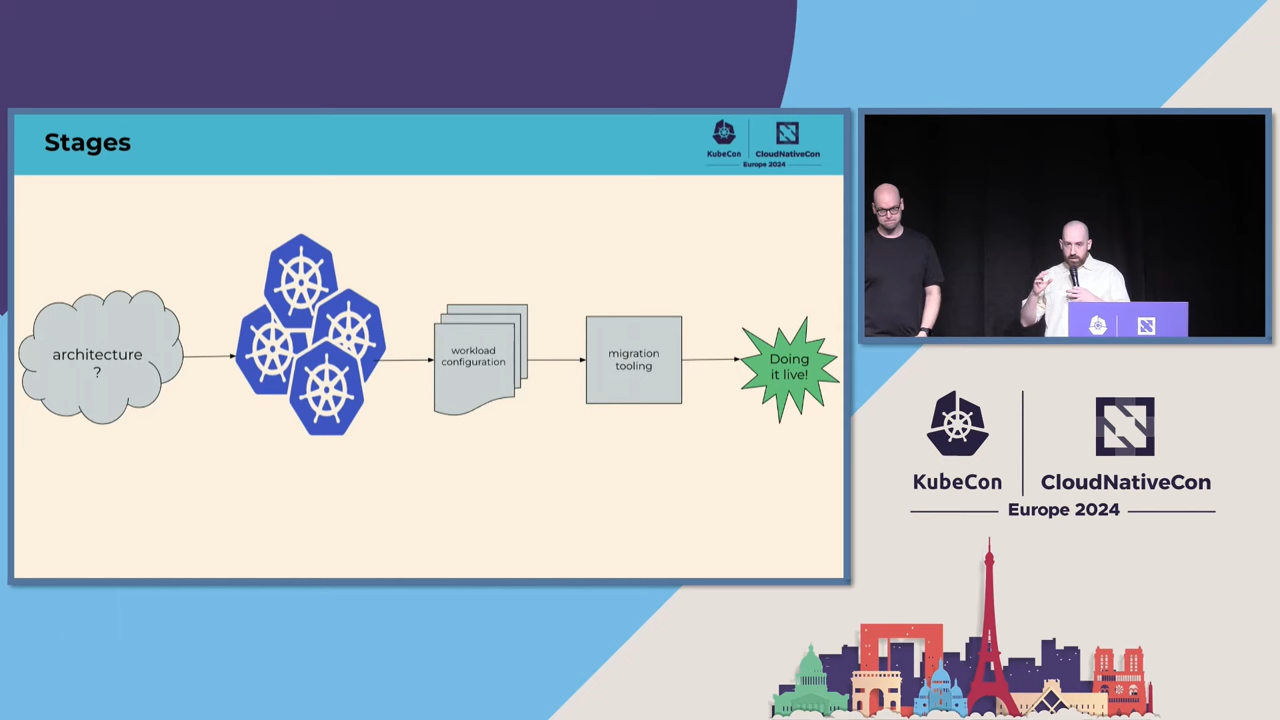 Stages
KubeCon
CloudNativeCon
Europe 2024
architecture
?
workload
configuration
migration
tooling
Doing
it live!
KubeCon
CloudNativeCon
Europe 2024